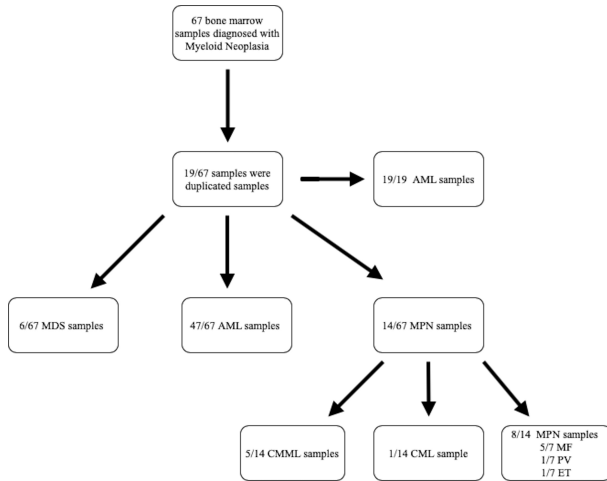 67 bone marrow
samples diagnosed with
Myeloid Neoplasia
19/67 samples were
duplicated samples
19/19 AML samples
6/67 MDS samples
47/67 AML samples
14/67 MPN samples
5/14 CMML samples
1/14 CML sample
8/14 MPN samples
5/7 MF
1/7 PV
1/7 ET